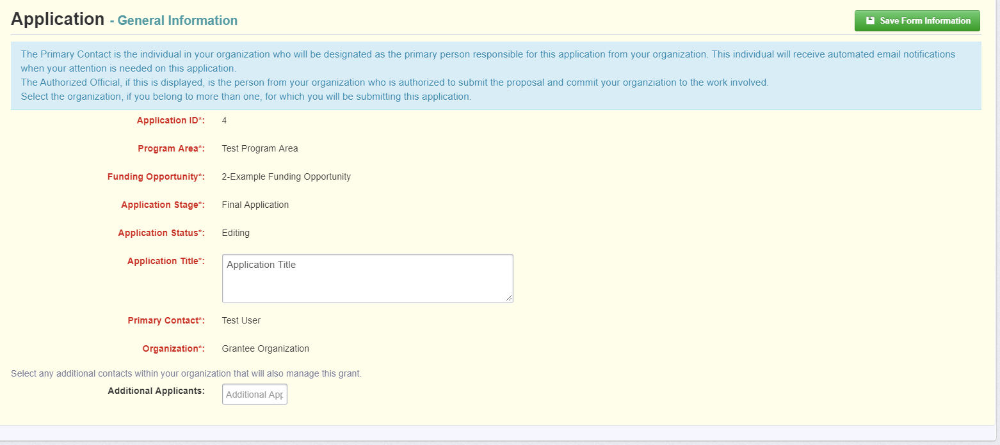 Application - General Information
Save Form Information
The Primary Contact is the individual in your organization who will be designated as the primary person responsible for this application from your organization. This individual will receive automated email notifications
when your attention is needed on this application.
The Authorized Official, if this is displayed, is the person from your organization who is authorized to submit the proposal and commit your organziation to the work involved.
Select the organization, if you belong to more than one, for which you will be submitting this application.
Application ID*: 4
Program Area*: Test Program Area
Funding Opportunity*: 2-Example Funding Opportunity
Application Stage*: Final Application
Application Status*: Editing
Application Title*: Application Title
Primary Contact*: Test User
Organization*: Grantee Organization
Select any additional contacts within your organization that will also manage this grant.
Additional Applicants: Additional App